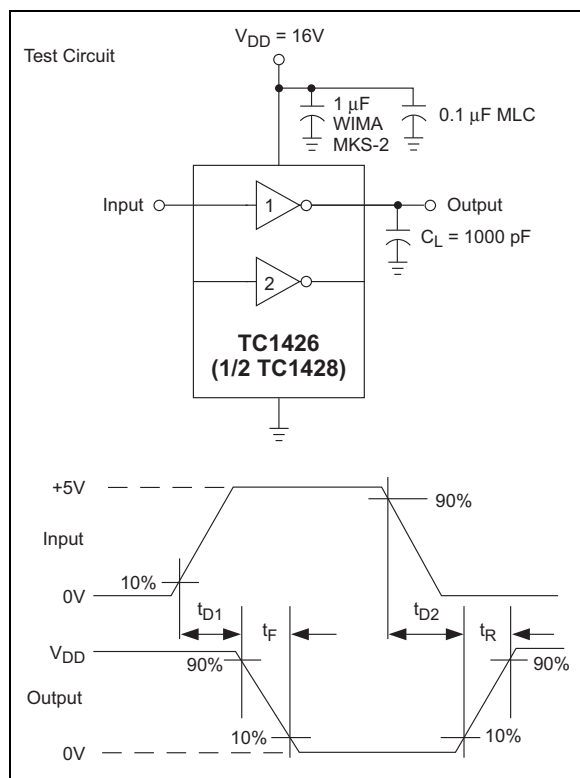 V_DD = 16V
Test Circuit
1 μF
WIMA
MKS-2
0.1 μF MLC
Input
1
Output
C_L = 1000 pF
2
TC1426
(1/2 TC1428)
+5V
90%
Input
10%
0V
t_D1
t_F
t_D2
t_R
V_DD
90%
90%
Output
10%
10%
0V